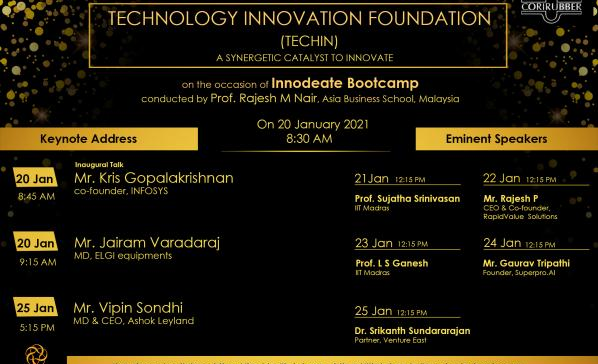 CORI RUBBER
TECHNOLOGY INNOVATION FOUNDATION
(TECHIN)
A SYNERGETIC CATALYST TO INNOVATE
on the occasion of Innodeate Bootcamp
conducted by Prof. Rajesh M Nair, Asia Business School, Malaysia
On 20 January 2021
8:30 AM
Keynote Address
Eminent Speakers
Inaugural Talk
20 Jan
8:45 AM
Mr. Kris Gopalakrishnan
co-founder, INFOSYS
20 Jan
9:15 AM
Mr. Jairam Varadaraj
MD, ELGi equipments
25 Jan
5:15 PM
Mr. Vipin Sondhi
MD & CEO, Ashok Leyland
21Jan 12:15 PM
Prof. Sujatha Srinivasan
IIT Madras
22 Jan 12:15 PM
Mr. Rajesh P
CEO & Co-founder,
RapidValue Solutions
23 Jan 12:15 PM
Prof. L S Ganesh
IIT Madras
24 Jan 12:15 PM
Mr. Gaurav Tripathi
Founder, Superpro.AI
25 Jan 12:15 PM
Dr. Srikanth Sundararajan
Partner, Venture East